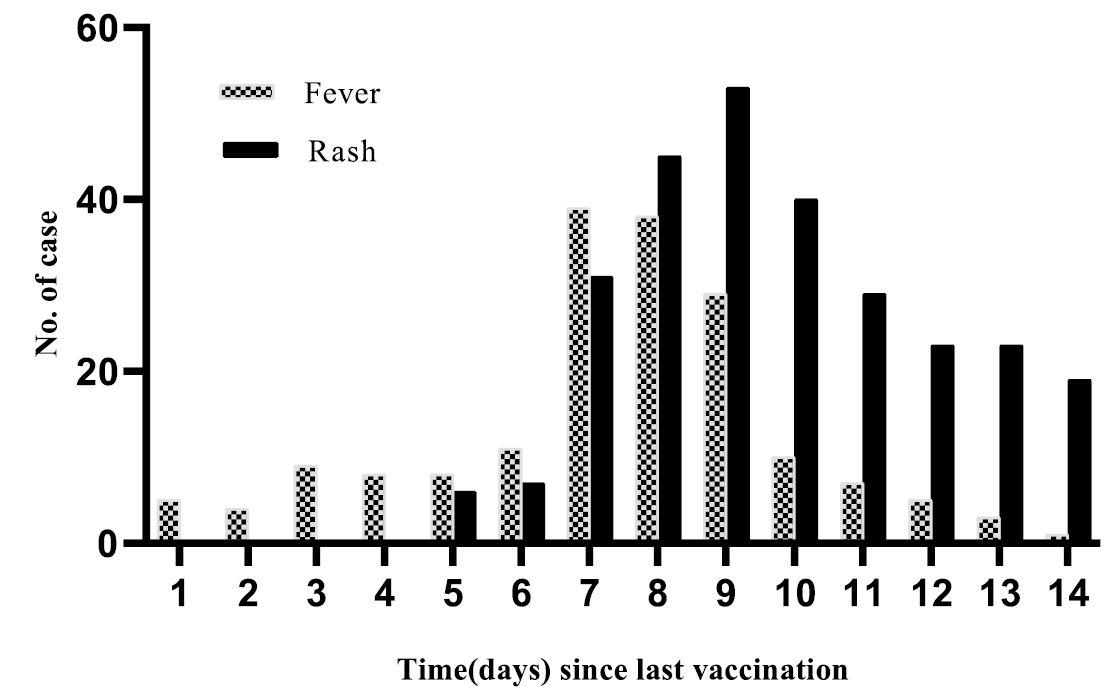 60
Fever
Rash
40
No. of case
20
0
1 2 3 4 5 6 7 8 9 10 11 12 13 14
Time(days) since last vaccination